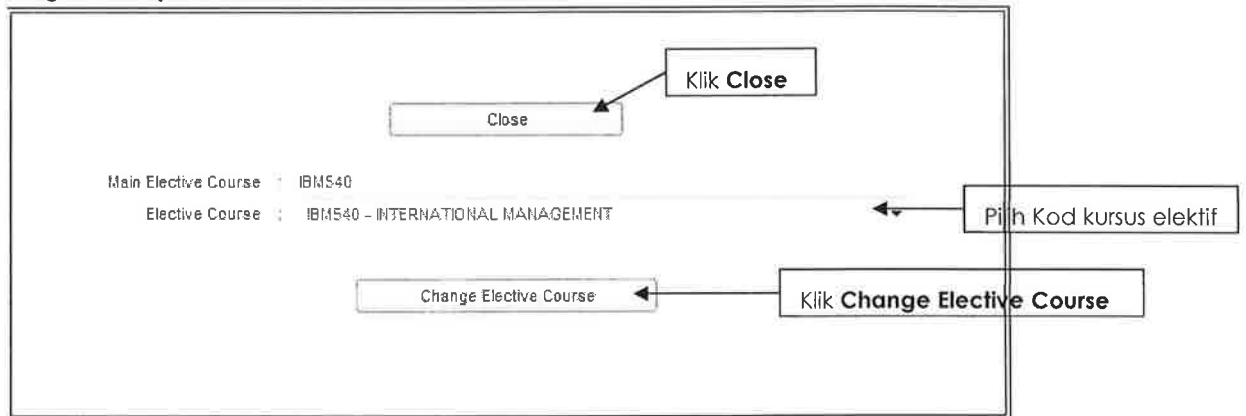 Klik Close
Close
Main Elective Course : IBM540
Elective Course : IBM540 – INTERNATIONAL MANAGEMENT
Pilih Kod kursus elektif
Change Elective Course
Klik Change Elective Course